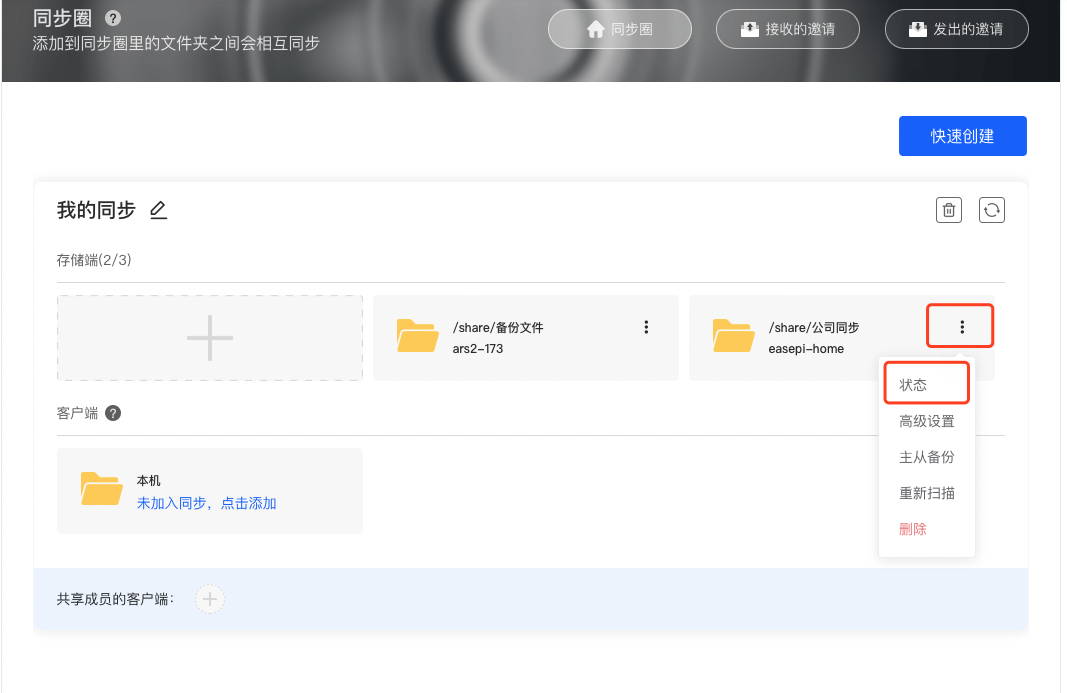 同步圈 ?
添加到同步圈里的文件夹之间会相互同步
同步圈
接收的邀请
发出的邀请
快速创建
我的同步
存储端(2/3)
/share/备份文件
ars2-173
/share/公司同步
easepi-home
状态
高级设置
主从备份
重新扫描
删除
客户端 ?
本机
未加入同步，点击添加
共享成员的客户端：